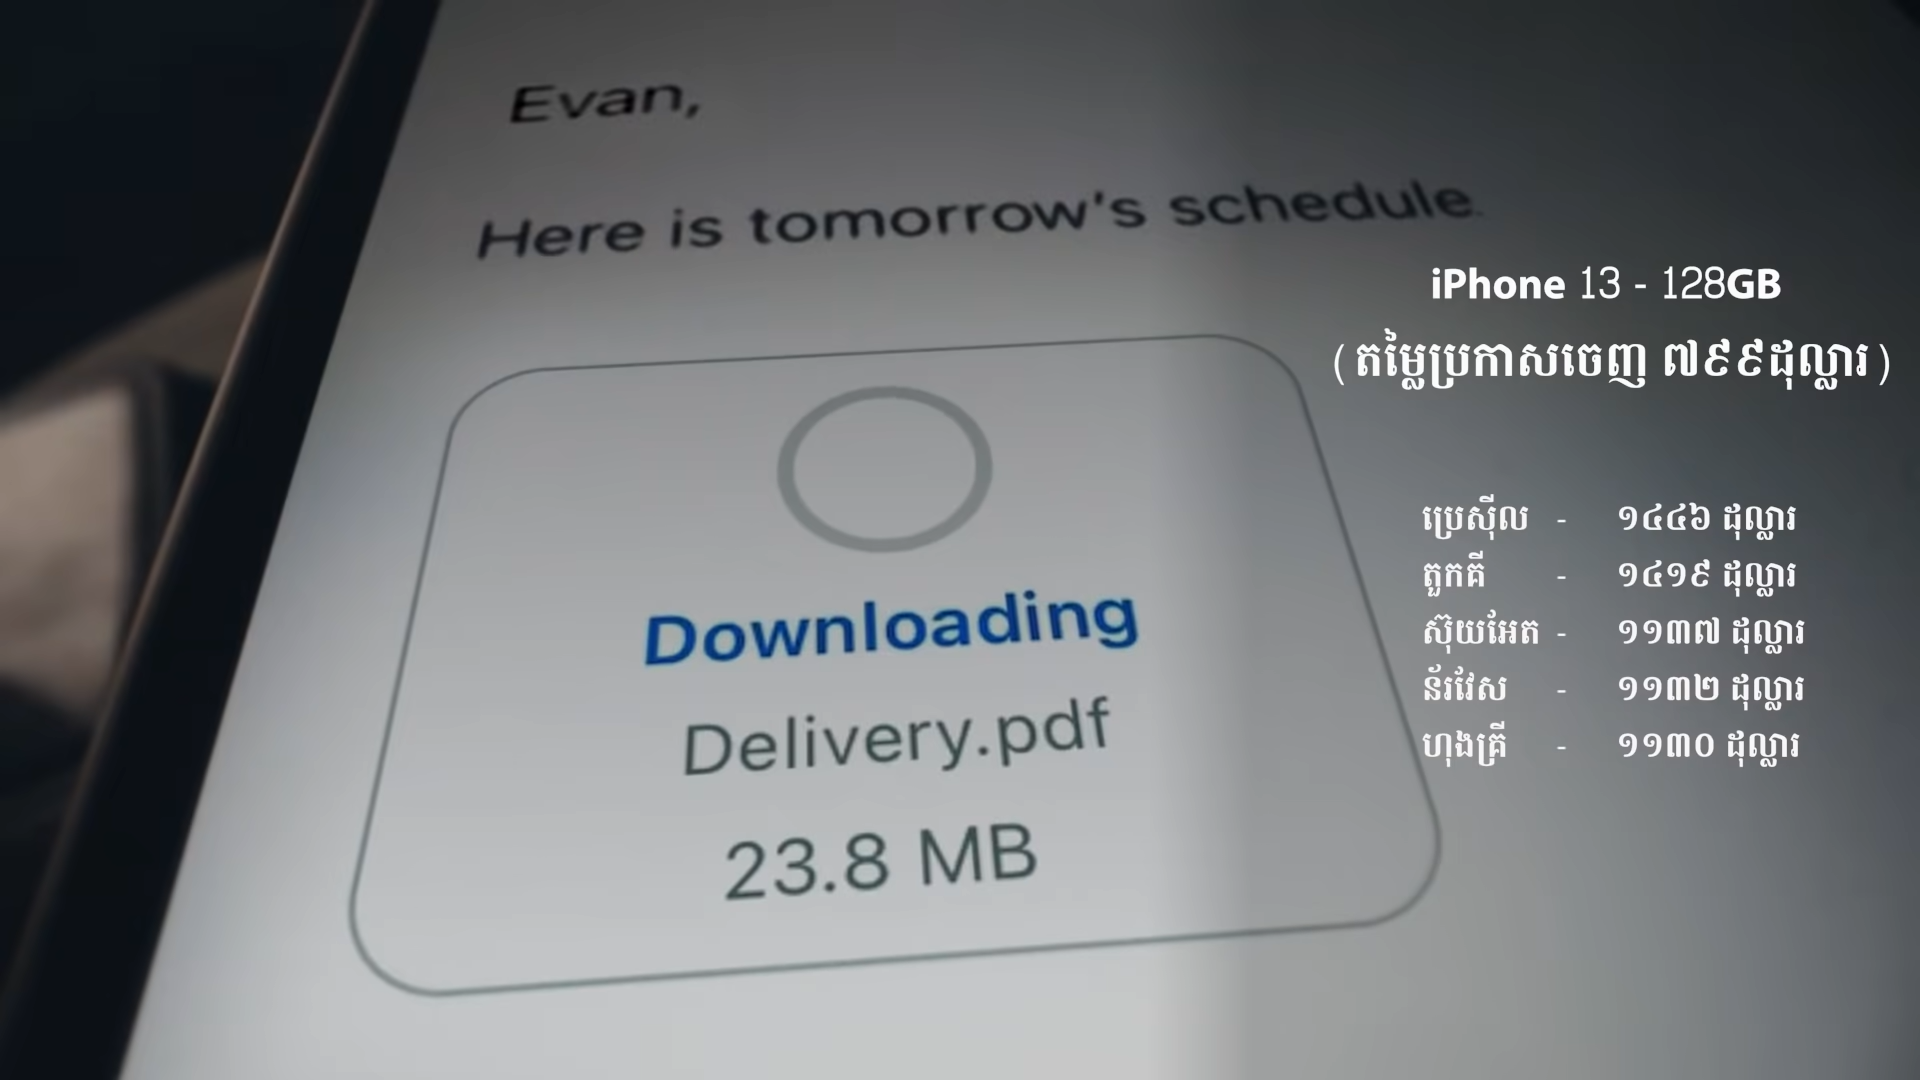 Evan,
Here is tomorrow's schedule.
Downloading
Delivery.pdf
23.8 MB
iPhone 13 - 128GB
(តម្លៃប្រកាសចេញ ៧៩៩ដុល្លារ)
ប្រេស៊ីល - ១៤៤៦ ដុល្លារ
តួកគី - ១៤១៩ ដុល្លារ
ស៊ុយអែត - ១១៣៧ ដុល្លារ
ន័រវែស - ១១៣២ ដុល្លារ
ហុងគ្រី - ១១៣០ ដុល្លារ